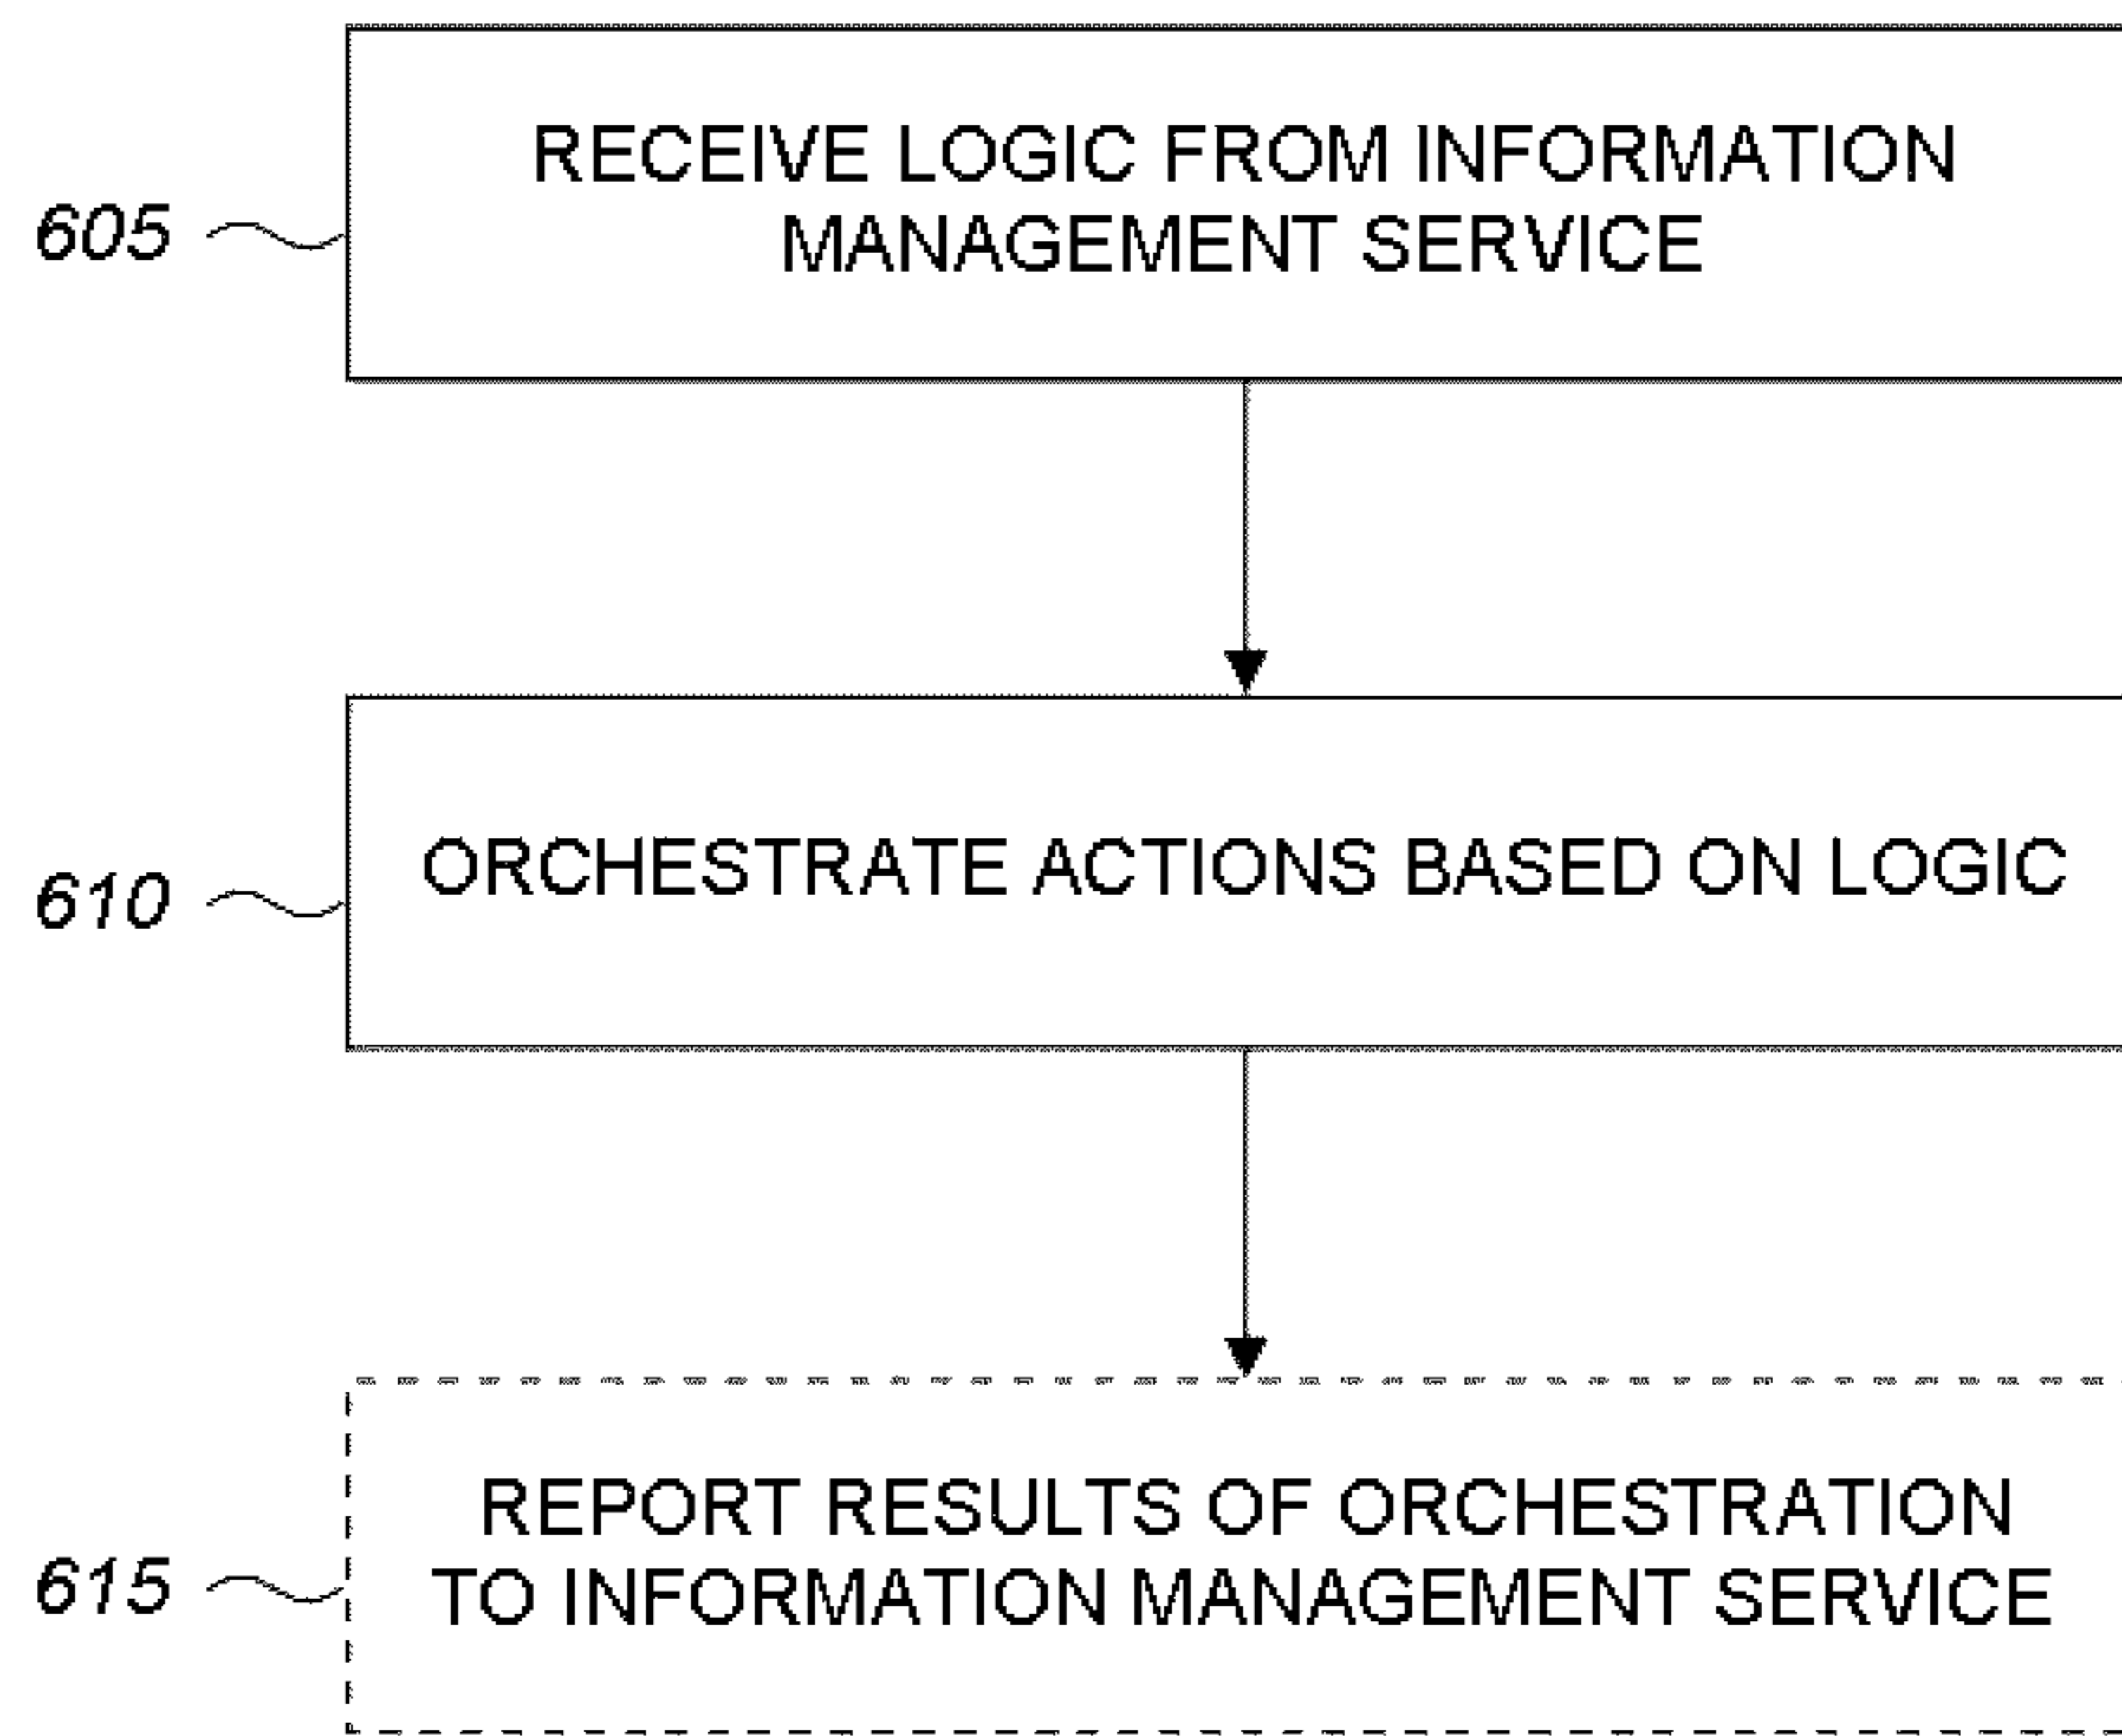 RECEIVE LOGIC FROM INFORMATION
MANAGEMENT SERVICE
605
ORCHESTRATE ACTIONS BASED ON LOGIC
610
REPORT RESULTS OF ORCHESTRATION
TO INFORMATION MANAGEMENT SERVICE
615